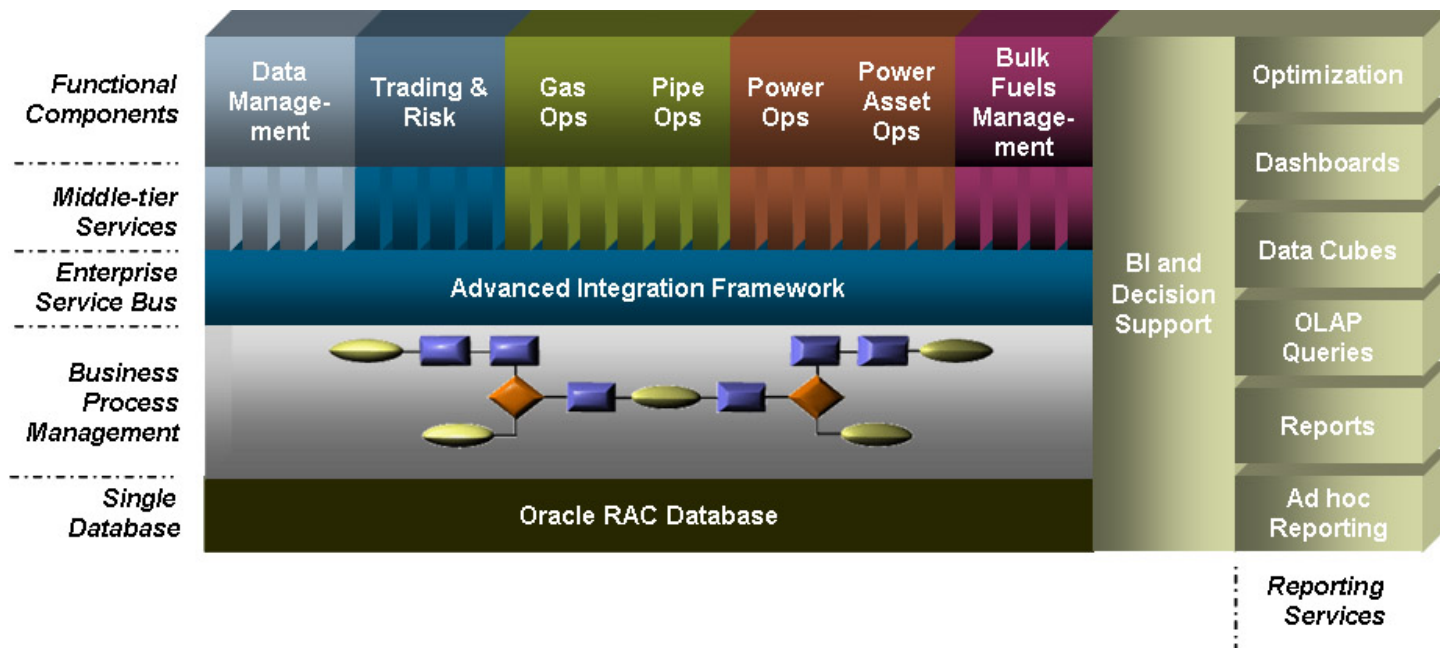 Functional
Components
Data
Manage-
ment
Trading &
Risk
Gas
Ops
Pipe
Ops
Power
Ops
Power
Asset
Ops
Bulk
Fuels
Manage-
ment
Middle-tier
Services
Enterprise
Service Bus
Advanced Integration Framework
Business
Process
Management
Single
Database
Oracle RAC Database
BI and
Decision
Support
Optimization
Dashboards
Data Cubes
OLAP
Queries
Reports
Ad hoc
Reporting
Reporting
Services